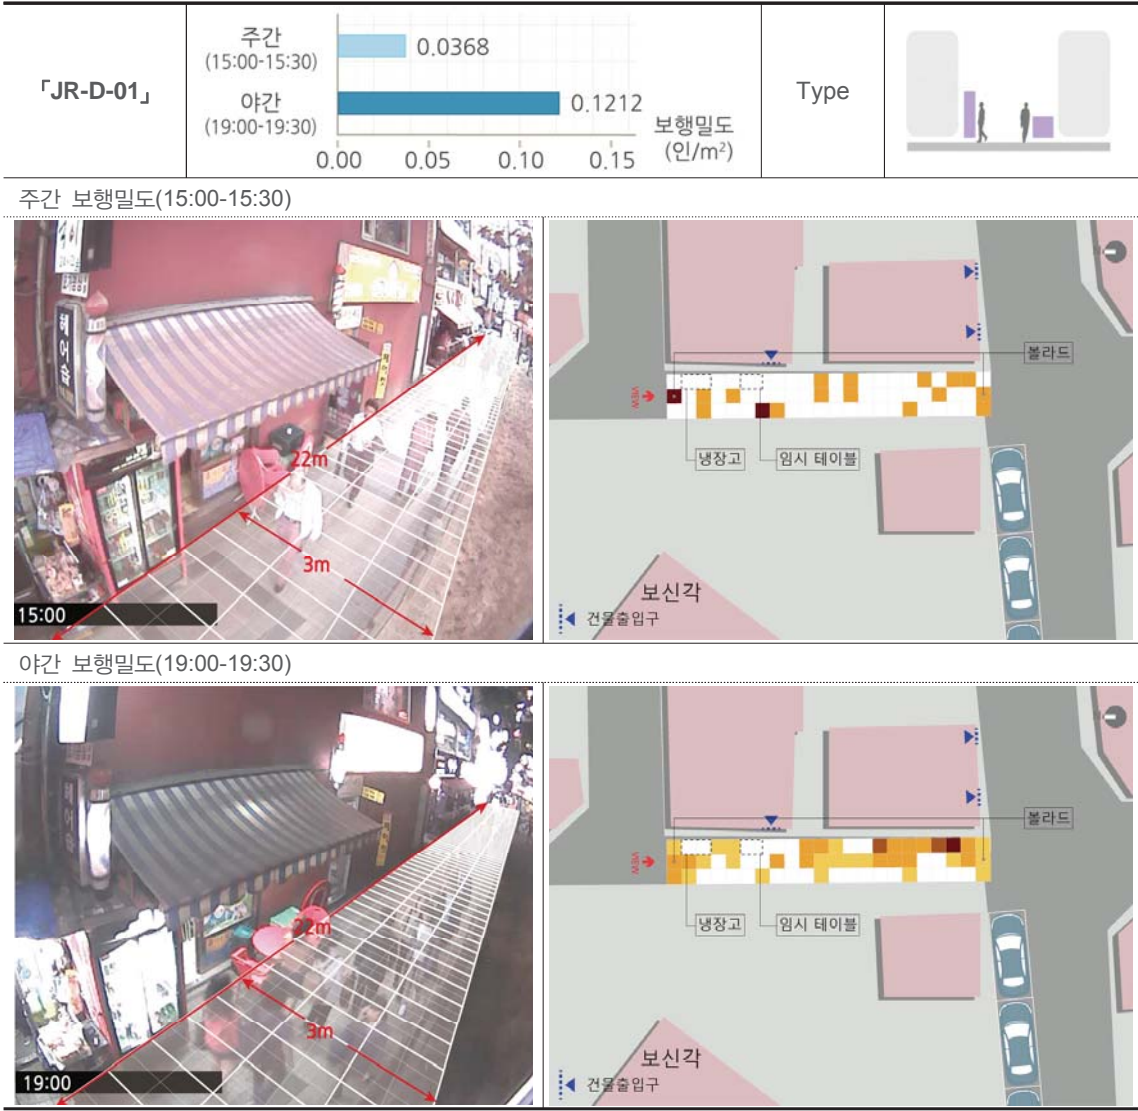 「JR-D-01」
주간
(15:00-15:30)
0.0368
야간
(19:00-19:30)
0.1212
보행밀도
(인/m²)
0.00 0.05 0.10 0.15
Type
주간 보행밀도(15:00-15:30)
헤어숍
22m
3m
15:00
볼라드
VIEW
냉장고
임시 테이블
보신각
건물출입구
야간 보행밀도(19:00-19:30)
22m
3m
19:00
볼라드
VIEW
냉장고
임시 테이블
보신각
건물출입구